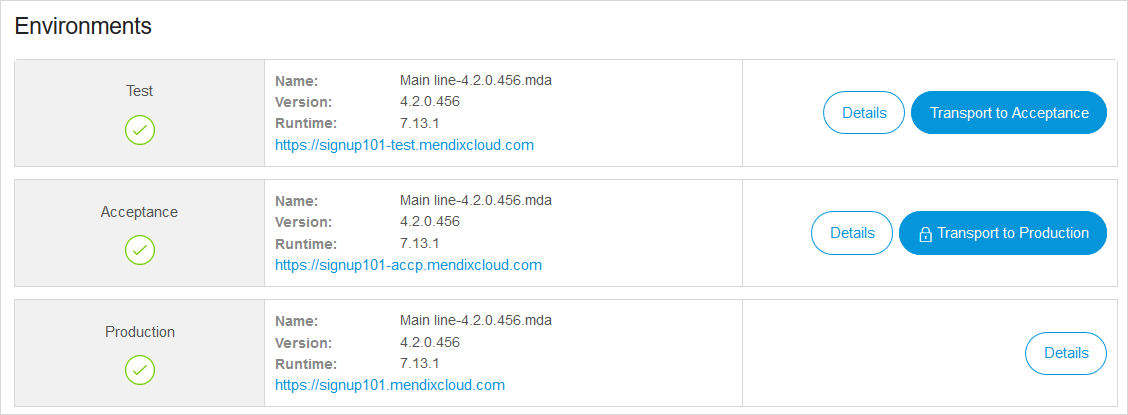 Environments
Test
Name: Main line-4.2.0.456.mda
Version: 4.2.0.456
Runtime: 7.13.1
https://signup101-test.mendixcloud.com
Details
Transport to Acceptance
Acceptance
Name: Main line-4.2.0.456.mda
Version: 4.2.0.456
Runtime: 7.13.1
https://signup101-accp.mendixcloud.com
Details
Transport to Production
Production
Name: Main line-4.2.0.456.mda
Version: 4.2.0.456
Runtime: 7.13.1
https://signup101.mendixcloud.com
Details